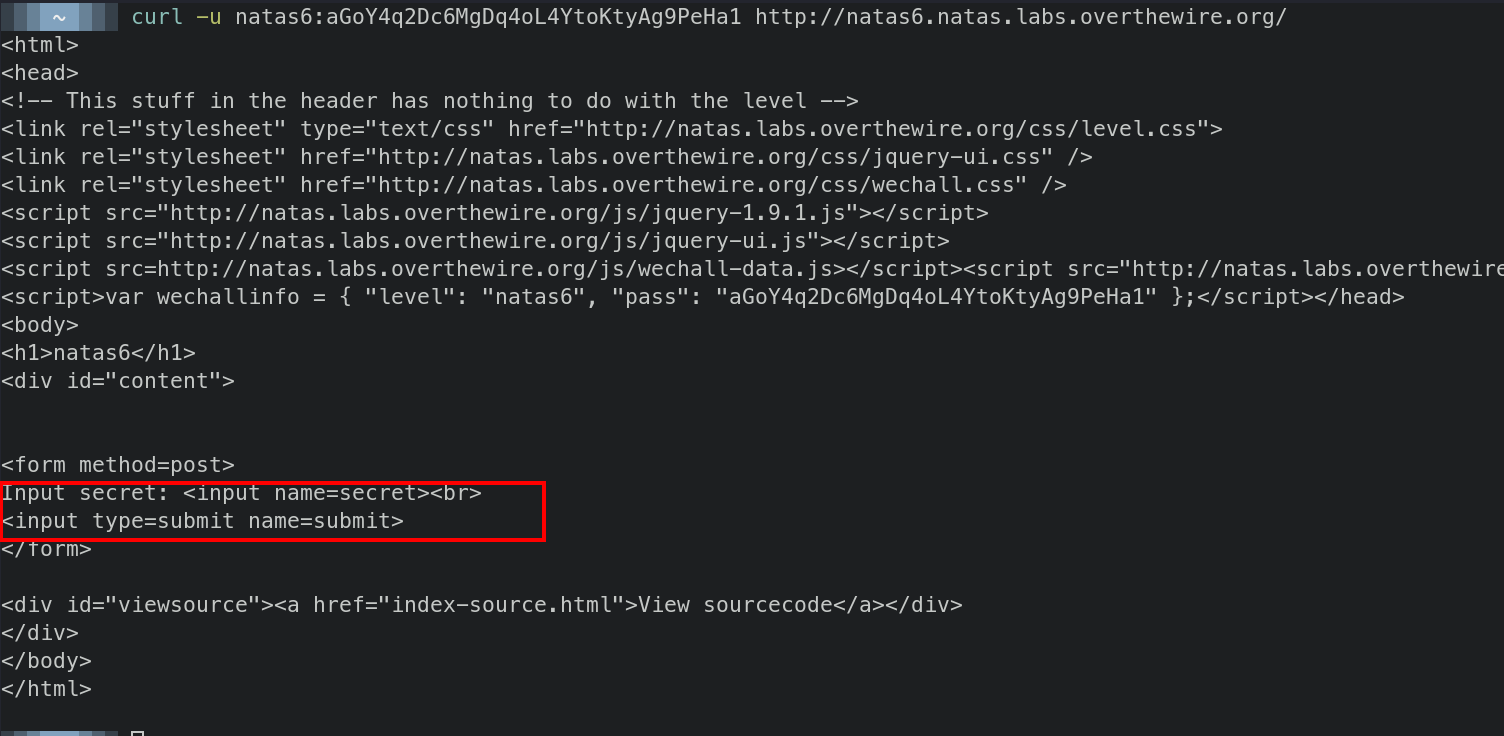 ~ curl -u natas6:aGoY4q2Dc6MgDq4oL4YtoKtyAg9PeHa1 http://natas6.natas.labs.overthewire.org/
<html>
<head>
<!-- This stuff in the header has nothing to do with the level -->
<link rel="stylesheet" type="text/css" href="http://natas.labs.overthewire.org/css/level.css">
<link rel="stylesheet" href="http://natas.labs.overthewire.org/css/jquery-ui.css" />
<link rel="stylesheet" href="http://natas.labs.overthewire.org/css/wechall.css" />
<script src="http://natas.labs.overthewire.org/js/jquery-1.9.1.js"></script>
<script src="http://natas.labs.overthewire.org/js/jquery-ui.js"></script>
<script src=http://natas.labs.overthewire.org/js/wechall-data.js></script><script src="http://natas.labs.overthewire
<script>var wechallinfo = { "level": "natas6", "pass": "aGoY4q2Dc6MgDq4oL4YtoKtyAg9PeHa1" };</script></head>
<body>
<h1>natas6</h1>
<div id="content">
<form method=post>
Input secret: <input name=secret><br>
<input type=submit name=submit>
</form>
<div id="viewsource"><a href="index-source.html">View sourcecode</a></div>
</div>
</body>
</html>